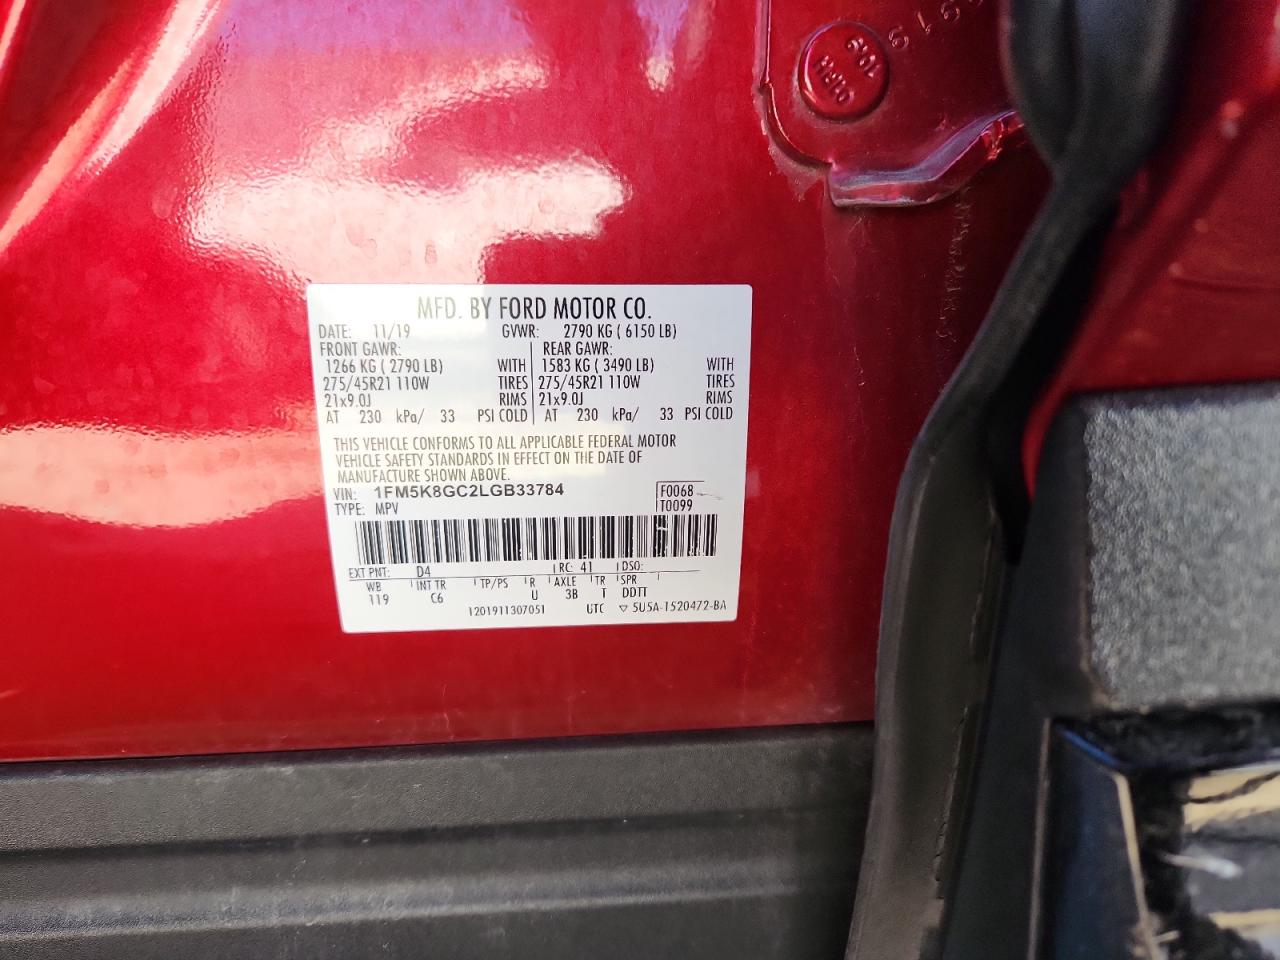 MFD. BY FORD MOTOR CO.
DATE: 11/19 GVWR: 2790 KG ( 6150 LB)
FRONT GAWR: REAR GAWR:
1266 KG ( 2790 LB) WITH 1583 KG ( 3490 LB) WITH
275/45R21 110W TIRES 275/45R21 110W TIRES
21x9.0J RIMS 21x9.0J RIMS
AT 230 kPa/ 33 PSI COLD AT 230 kPa/ 33 PSI COLD
THIS VEHICLE CONFORMS TO ALL APPLICABLE FEDERAL MOTOR
VEHICLE SAFETY STANDARDS IN EFFECT ON THE DATE OF
MANUFACTURE SHOWN ABOVE.
VIN: 1FM5K8GC2LGB33784 F0068
TYPE: MPV T0099
EXT PNT: D4 RC: 41 DSO:
WB INT TR TP/PS R AXLE TR SPR
119 C6 U 3B T DDTT
1201911307051 UTC ▽ 5U5A-1520472-BA